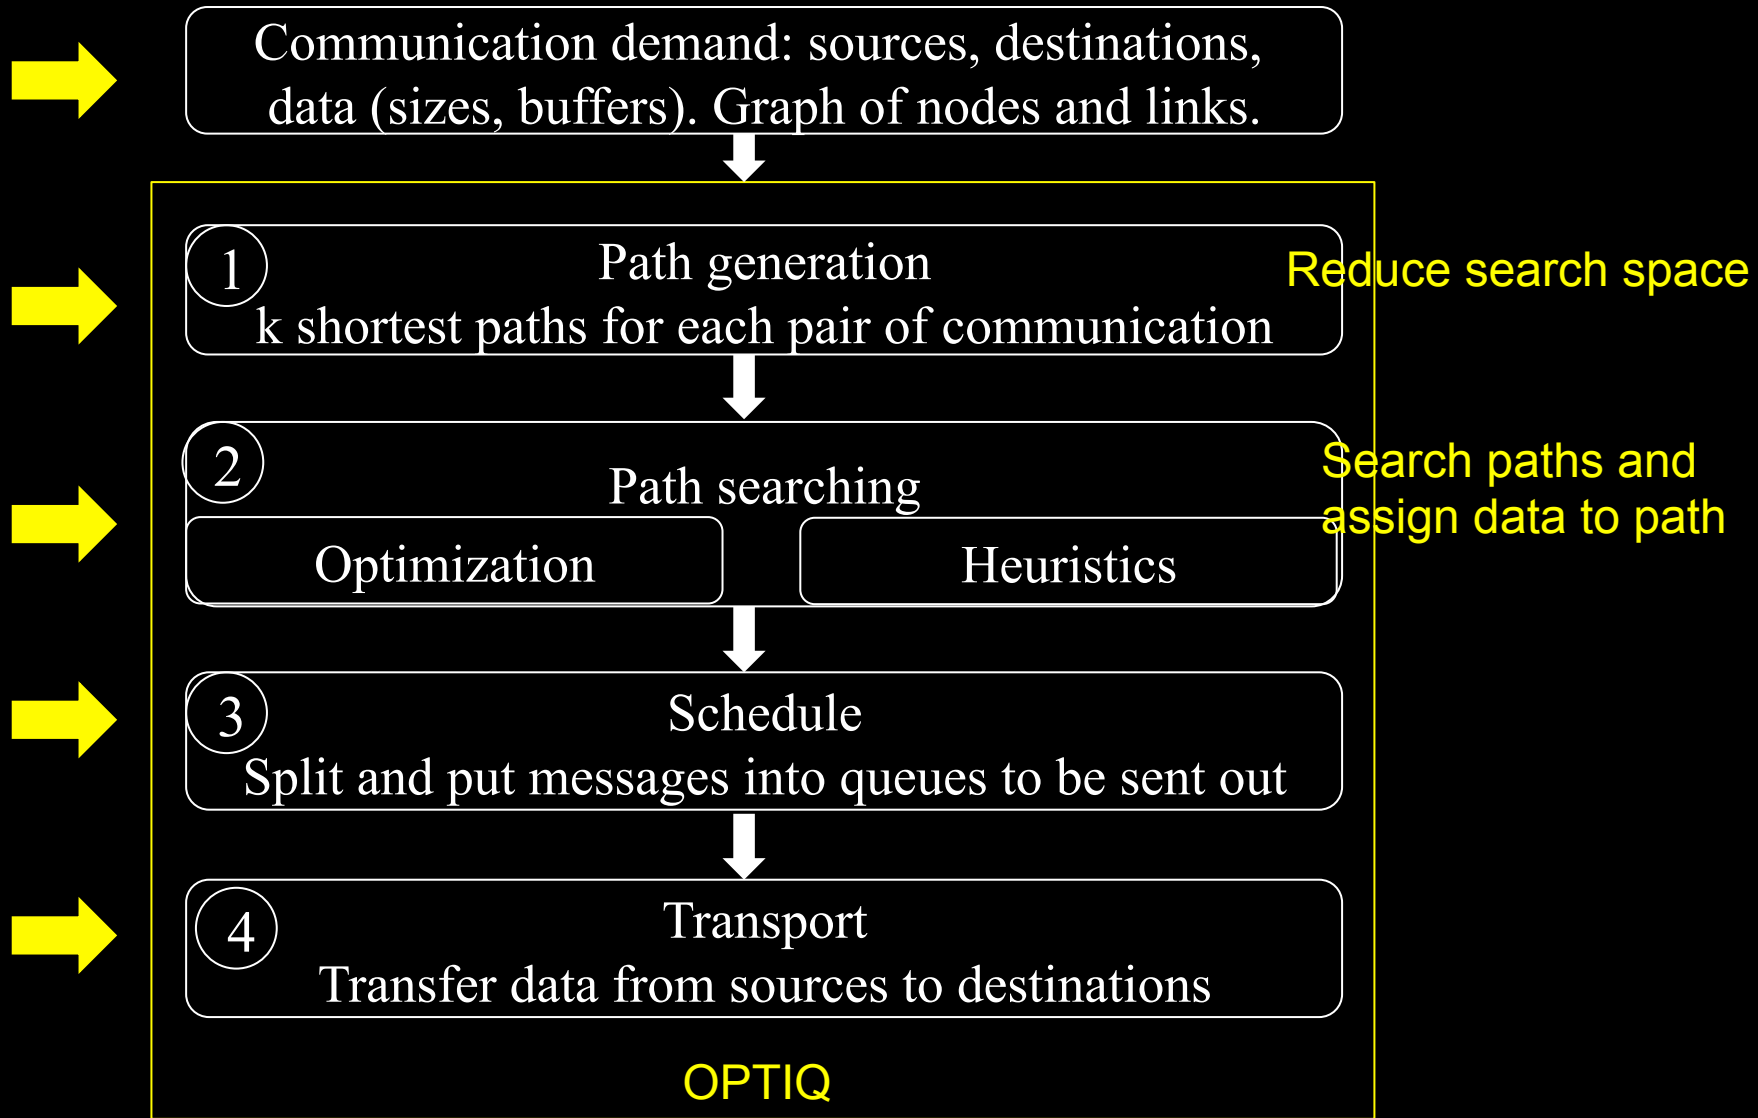 Communication demand: sources, destinations,
data (sizes, buffers). Graph of nodes and links.
1
Path generation
k shortest paths for each pair of communication
Reduce search space
2
Path searching
Optimization
Heuristics
Search paths and
assign data to path
3
Schedule
Split and put messages into queues to be sent out
4
Transport
Transfer data from sources to destinations
OPTIQ